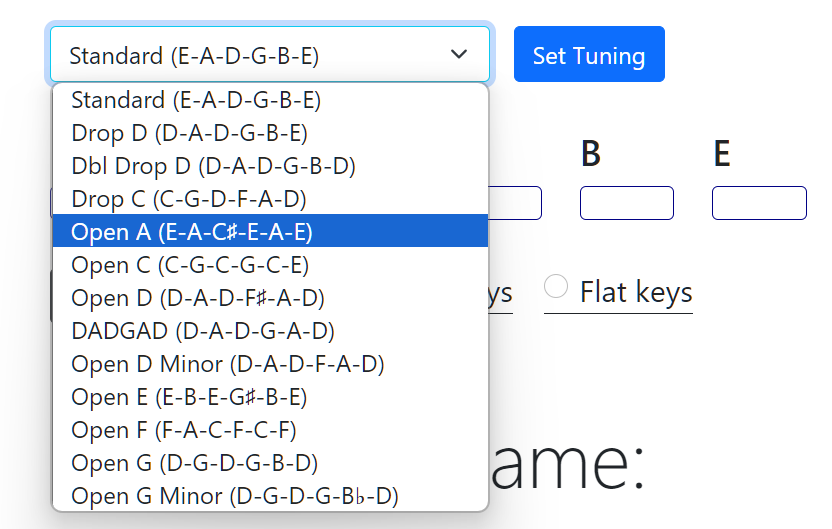 Standard (E-A-D-G-B-E)
Set Tuning
Standard (E-A-D-G-B-E)
Drop D (D-A-D-G-B-E)
Dbl Drop D (D-A-D-G-B-D)
Drop C (C-G-D-F-A-D)
Open A (E-A-C♯-E-A-E)
Open C (C-G-C-G-C-E)
Open D (D-A-D-F♯-A-D)
DADGAD (D-A-D-G-A-D)
Open D Minor (D-A-D-F-A-D)
Open E (E-B-E-G♯-B-E)
Open F (F-A-C-F-C-F)
Open G (D-G-D-G-B-D)
Open G Minor (D-G-D-G-B♭-D)
B E
ys Flat keys
ame: